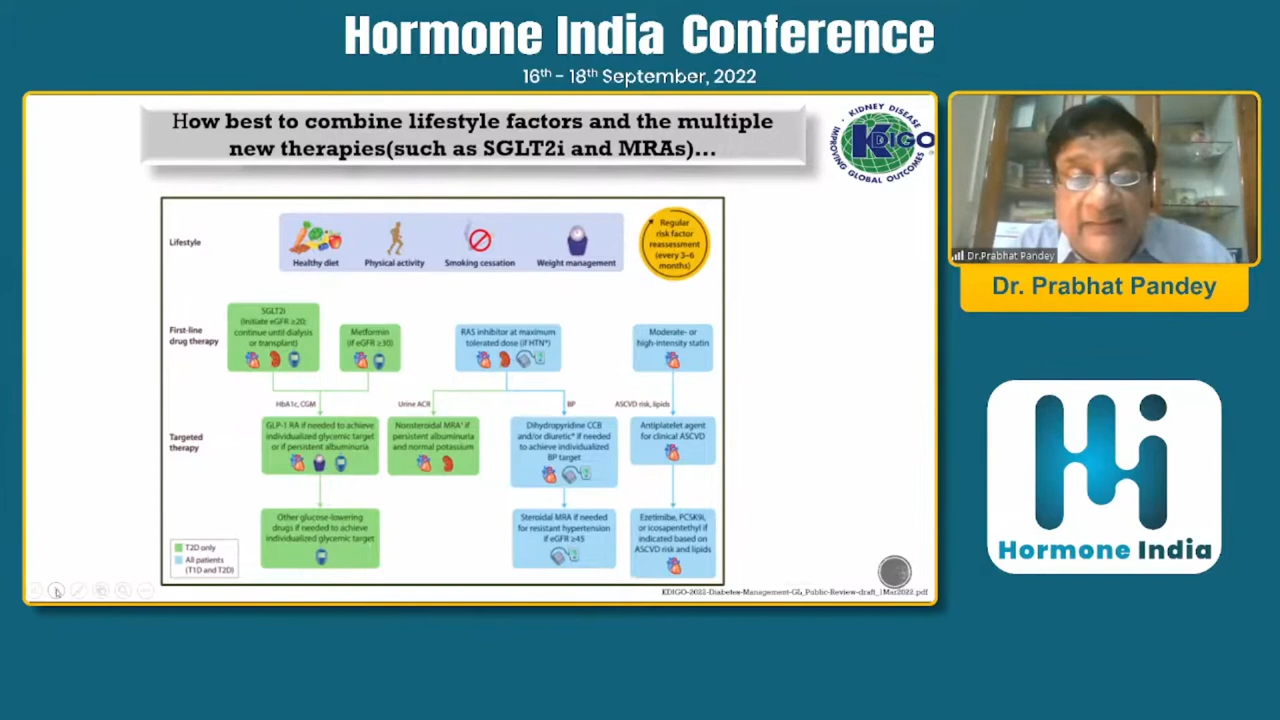 Hormone India Conference
16th - 18th September, 2022
How best to combine lifestyle factors and the multiple
new therapies(such as SGLT2i and MRAs)...
KIDNEY DISEASE
KDIGO
IMPROVING GLOBAL OUTCOMES
Lifestyle
Healthy diet
Physical activity
Smoking cessation
Weight management
Regular
risk factor
reassessment
(every 3–6
months)
First-line
drug therapy
SGLT2i
(Initiate eGFR ≥20;
continue until dialysis
or transplant)
Metformin
(if eGFR ≥30)
RAS inhibitor at maximum
tolerated dose (if HTN*)
Moderate- or
high-intensity statin
HbA1c, CGM
Urine ACR
BP
ASCVD risk, lipids
Targeted
therapy
GLP-1 RA if needed to achieve
individualized glycemic target
or if persistent albuminuria
Nonsteroidal MRA† if
persistent albuminuria
and normal potassium
Dihydropyridine CCB
and/or diuretic* if needed
to achieve individualized
BP target
Antiplatelet agent
for clinical ASCVD
Other glucose-lowering
drugs if needed to achieve
individualized glycemic target
Steroidal MRA if needed
for resistant hypertension
if eGFR ≥45
Ezetimibe, PCSK9i,
or icosapentethyl if
indicated based on
ASCVD risk and lipids
T2D only
All patients
(T1D and T2D)
KDIGO-2022-Diabetes-Management-GL_Public-Review-draft_1Mar2022.pdf
Dr.Prabhat Pandey
Dr. Prabhat Pandey
Hormone India